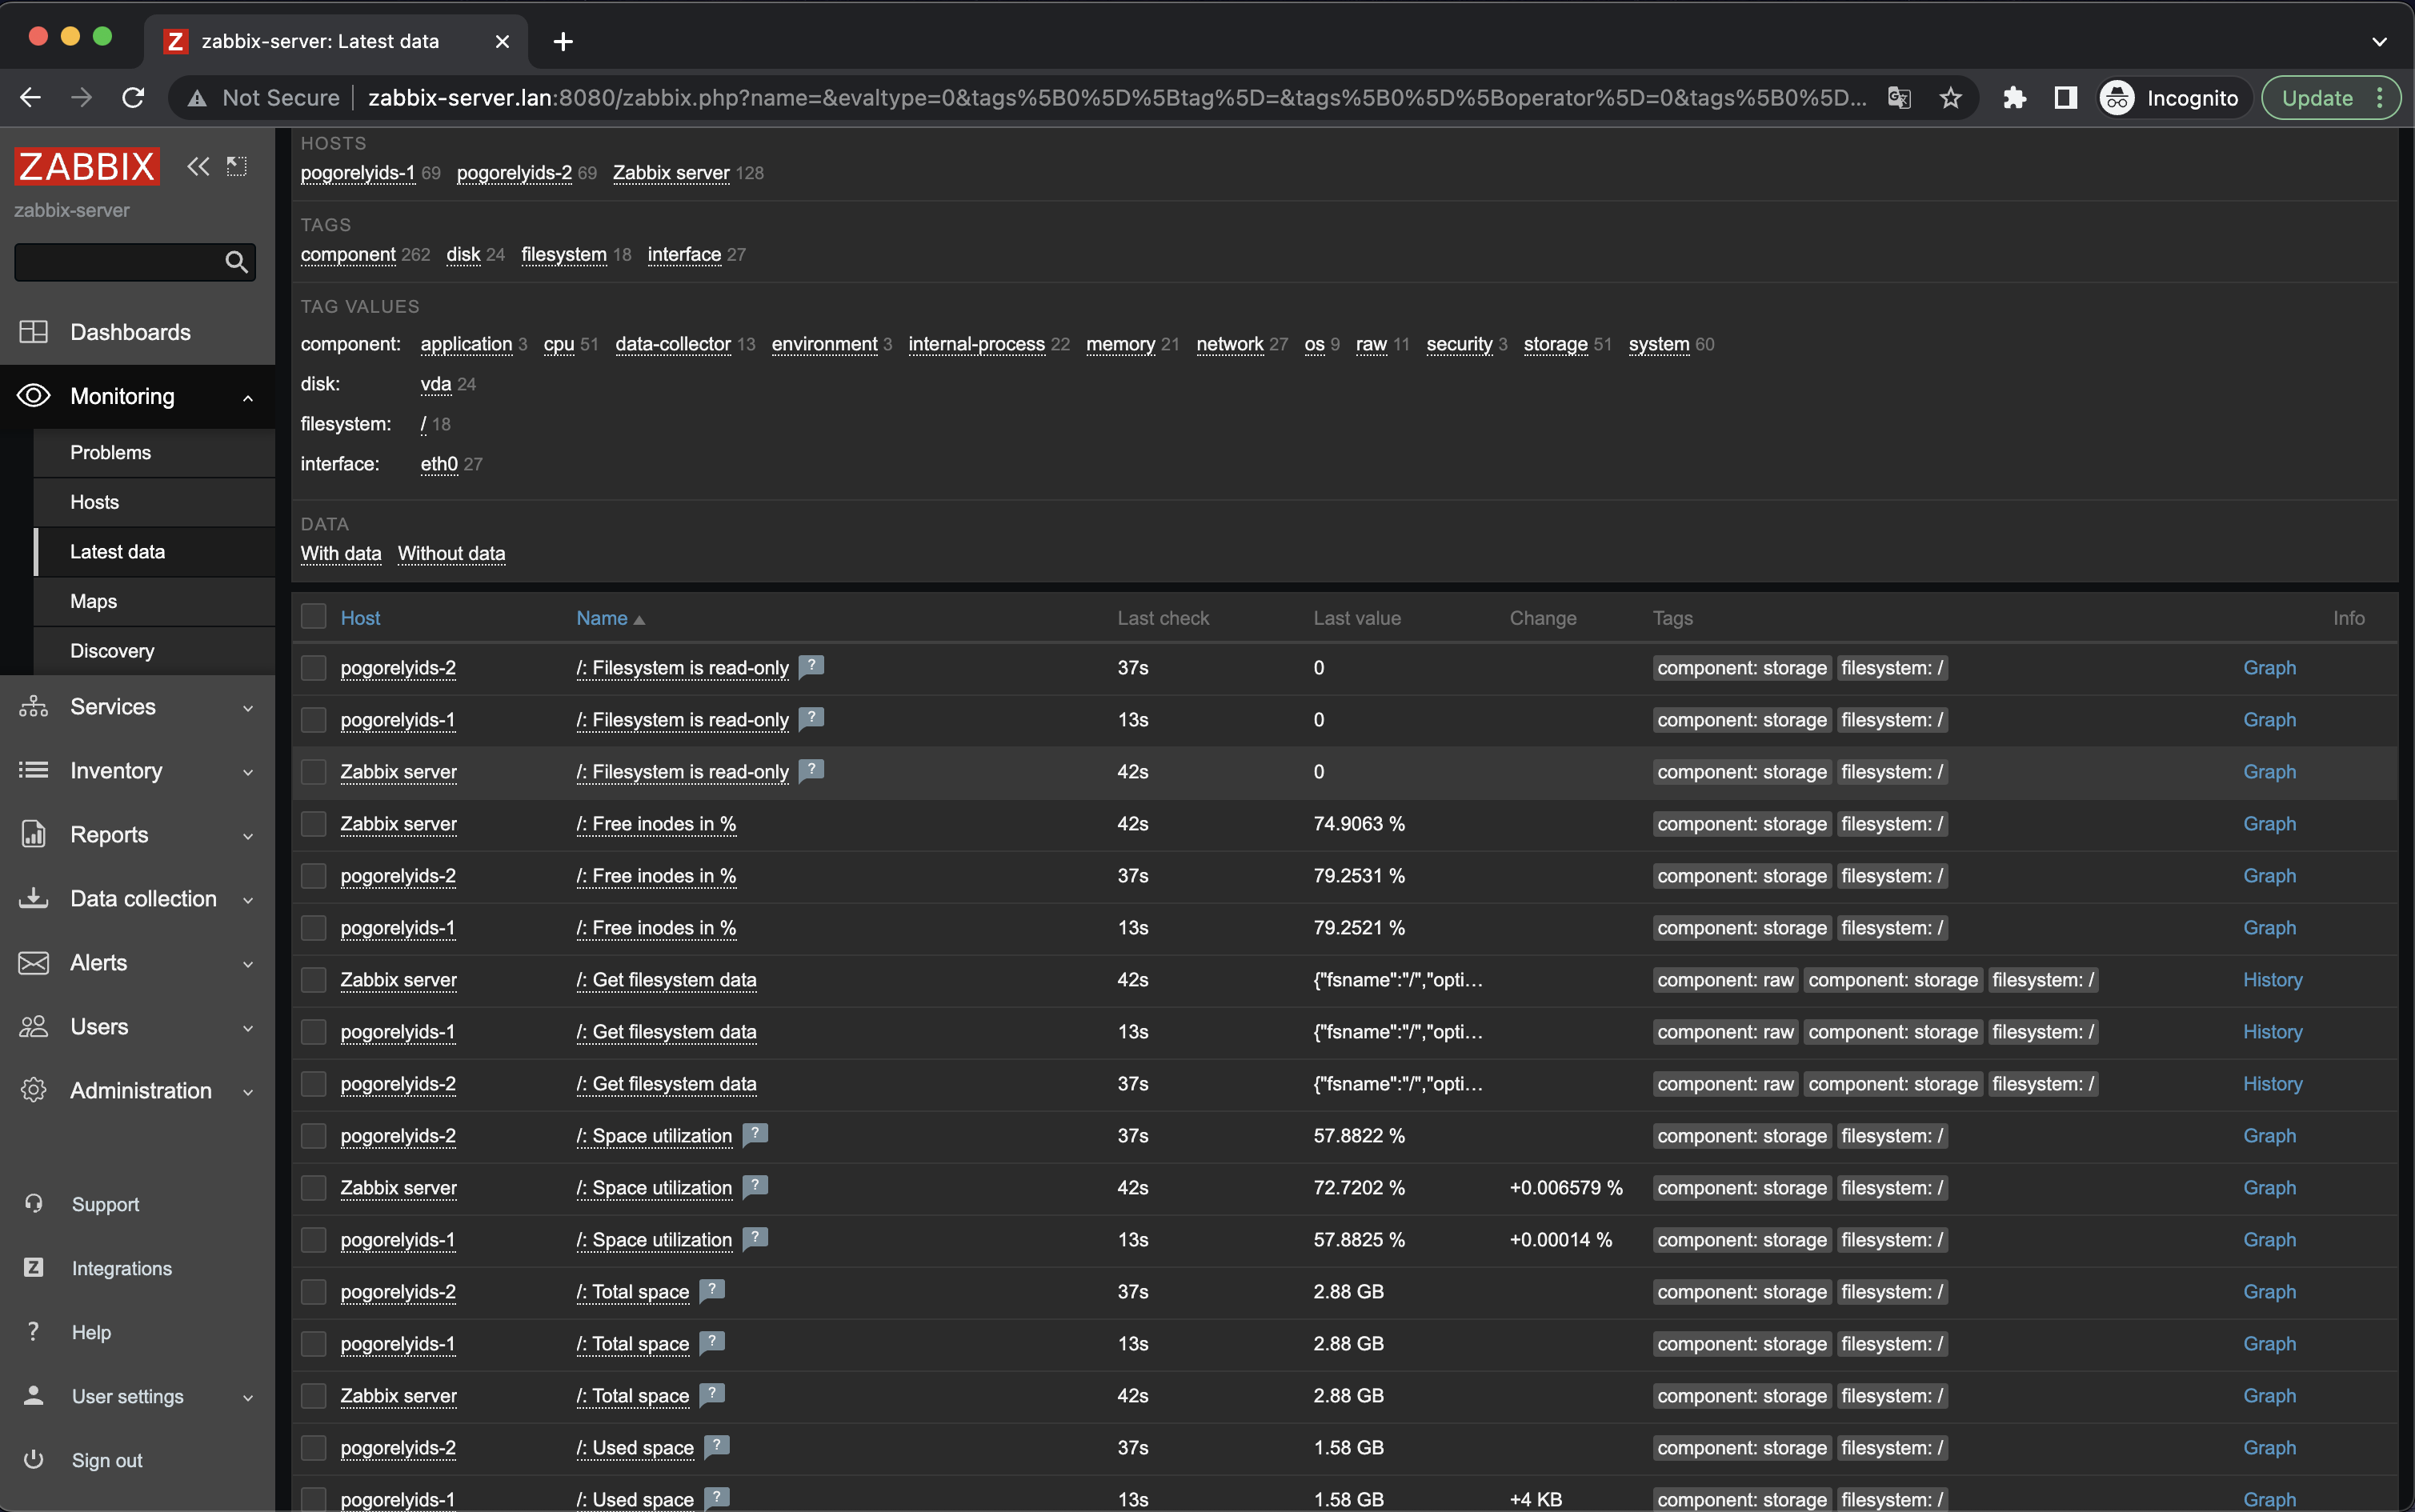 zabbix-server: Latest data
Not Secure
zabbix-server.lan:8080/zabbix.php?name=&evaltype=0&tags%5B0%5D%5Btag%5D=&tags%5B0%5D%5Boperator%5D=0&tags%5B0%5D...
Incognito
Update
ZABBIX
zabbix-server
Dashboards
Monitoring
Problems
Hosts
Latest data
Maps
Discovery
Services
Inventory
Reports
Data collection
Alerts
Users
Administration
Support
Integrations
Help
User settings
Sign out
HOSTS
pogorelyids-1 69 pogorelyids-2 69 Zabbix server 128
TAGS
component 262 disk 24 filesystem 18 interface 27
TAG VALUES
component: application 3 cpu 51 data-collector 13 environment 3 internal-process 22 memory 21 network 27 os 9 raw 11 security 3 storage 51 system 60
disk: vda 24
filesystem: / 18
interface: eth0 27
DATA
With data Without data
Host Name Last check Last value Change Tags Info
pogorelyids-2 /: Filesystem is read-only ? 37s 0 component: storage filesystem: / Graph
pogorelyids-1 /: Filesystem is read-only ? 13s 0 component: storage filesystem: / Graph
Zabbix server /: Filesystem is read-only ? 42s 0 component: storage filesystem: / Graph
Zabbix server /: Free inodes in % 42s 74.9063 % component: storage filesystem: / Graph
pogorelyids-2 /: Free inodes in % 37s 79.2531 % component: storage filesystem: / Graph
pogorelyids-1 /: Free inodes in % 13s 79.2521 % component: storage filesystem: / Graph
Zabbix server /: Get filesystem data 42s {"fsname":"/","opti... component: raw component: storage filesystem: / History
pogorelyids-1 /: Get filesystem data 13s {"fsname":"/","opti... component: raw component: storage filesystem: / History
pogorelyids-2 /: Get filesystem data 37s {"fsname":"/","opti... component: raw component: storage filesystem: / History
pogorelyids-2 /: Space utilization ? 37s 57.8822 % component: storage filesystem: / Graph
Zabbix server /: Space utilization ? 42s 72.7202 % +0.006579 % component: storage filesystem: / Graph
pogorelyids-1 /: Space utilization ? 13s 57.8825 % +0.00014 % component: storage filesystem: / Graph
pogorelyids-2 /: Total space ? 37s 2.88 GB component: storage filesystem: / Graph
pogorelyids-1 /: Total space ? 13s 2.88 GB component: storage filesystem: / Graph
Zabbix server /: Total space ? 42s 2.88 GB component: storage filesystem: / Graph
pogorelyids-2 /: Used space ? 37s 1.58 GB component: storage filesystem: / Graph
pogorelyids-1 /: Used space ? 13s 1.58 GB +4 KB component: storage filesystem: / Graph